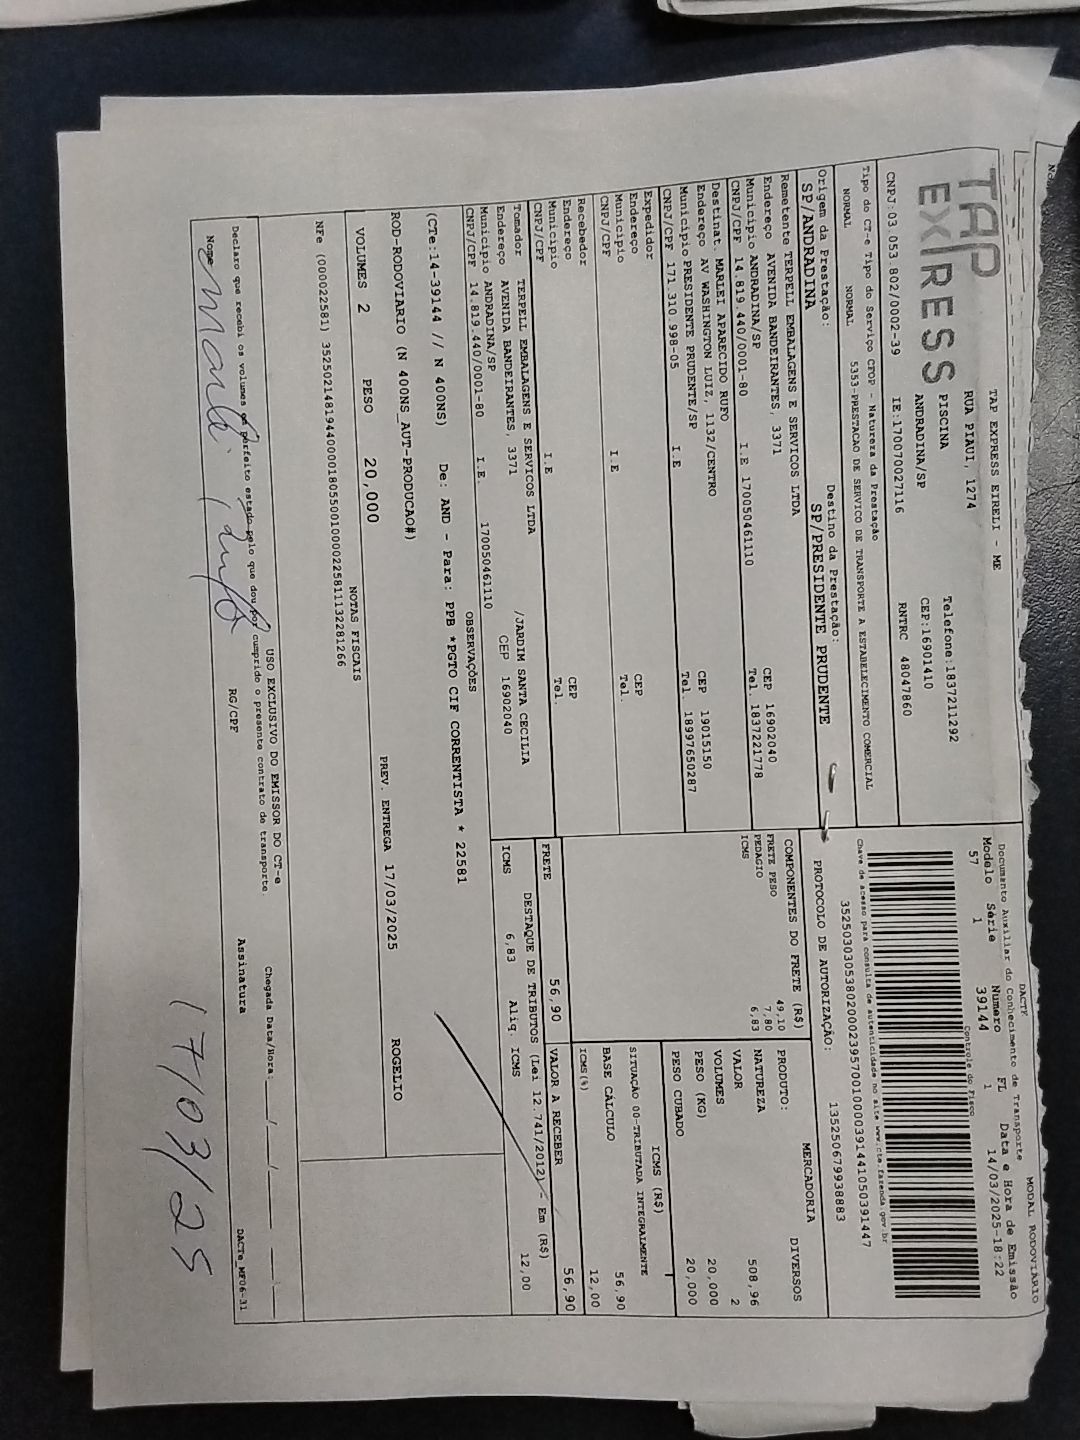 TAP
EXPRESS
TAP EXPRESS EIRELI - ME
RUA PIAUI, 1274
Telefone:1837211292
PISCINA
CEP:16901410
ANDRADINA/SP
CNPJ:03.053.802/0002-39 IE:170070027116 RNTRC 48047860
Tipo do CT-e Tipo do Serviço CFOP - Natureza da Prestação
NORMAL NORMAL 5353-PRESTACAO DE SERVICO DE TRANSPORTE A ESTABELECIMENTO COMERCIAL
Origem da Prestação: Destino da Prestação:
SP/ANDRADINA SP/PRESIDENTE PRUDENTE
MODAL RODOVIÁRIO
DACTE
Documento Auxiliar do Conhecimento de Transporte
Modelo Série Numero FL Data e Hora de Emissão
57 1 39144 1 14/03/2025-18:22
Controle do Fisco
Chave de acesso para consulta de autenticidade no site www.cte.fazenda.gov.br
35250303053802000239570010000391441050391447
PROTOCOLO DE AUTORIZAÇÃO: 135250679938883
Remetente TERPELL EMBALAGENS E SERVICOS LTDA
Endereço AVENIDA BANDEIRANTES, 3371 CEP 16902040
Município ANDRADINA/SP Tel. 1837221778
CNPJ/CPF 14.819.440/0001-80 I.E 170050461110
Destinat. MARLEI APARECIDO RUFO
Endereço AV WASHINGTON LUIZ, 1132/CENTRO CEP 19015150
Município PRESIDENTE PRUDENTE/SP Tel. 18997650287
CNPJ/CPF 171.310.998-05 I.E
Expedidor
Endereço CEP
Município Tel.
CNPJ/CPF I.E
Recebedor
Endereço CEP
Município Tel.
CNPJ/CPF I.E
Tomador TERPELL EMBALAGENS E SERVICOS LTDA /JARDIM SANTA CECILIA
Endereço AVENIDA BANDEIRANTES, 3371 CEP 16902040
Município ANDRADINA/SP
CNPJ/CPF 14.819.440/0001-80 I.E. 170050461110
COMPONENTES DO FRETE (R$)
FRETE PESO 49,10
PEDAGIO 7,80
ICMS 6,83
PRODUTO: MERCADORIA
NATUREZA DIVERSOS
VALOR 508,96
VOLUMES 2
PESO (KG) 20,000
PESO CUBADO 20,000
ICMS (R$)
SITUAÇÃO 00-TRIBUTADA INTEGRALMENTE
BASE CÁLCULO 56,90
ICMS(%) 12,00
FRETE 56,90 VALOR A RECEBER 56,90
DESTAQUE DE TRIBUTOS (Lei 12.741/2012) - Em (R$)
ICMS 6,83 Aliq. ICMS 12,00
OBSERVAÇÕES
(CTe:14-39144 // N 400NS) De: AND - Para: PPB *PGTO CIF CORRENTISTA * 22581
ROD-RODOVIARIO (N 400NS_AUT-PRODUCAO#)
VOLUMES 2 PESO 20,000 PREV. ENTREGA 17/03/2025 ROGELIO
NOTAS FISCAIS
NFe (000022581) 35250214819440000180550010000225811132281266
USO EXCLUSIVO DO EMISSOR DO CT-e
Declaro que recebi os volumes em perfeito estado pelo que dou por cumprido o presente contrato de transporte
Chegada Data/Hora: ____/____/____ ____:____
Nome Marlei Rufo RG/CPF Assinatura DACTe_MF06-31
17/03/25